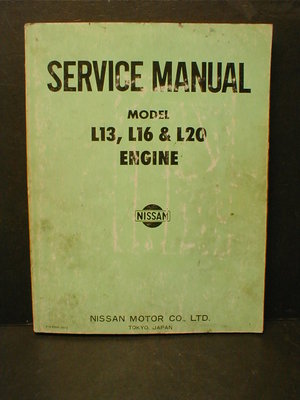 SERVICE MANUAL
MODEL
L13, L16 & L20
ENGINE
NISSAN
NISSAN MOTOR CO., LTD.
TOKYO, JAPAN